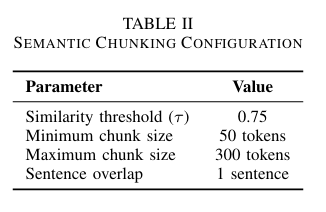 TABLE II
SEMANTIC CHUNKING CONFIGURATION
Parameter Value
Similarity threshold (τ) 0.75
Minimum chunk size 50 tokens
Maximum chunk size 300 tokens
Sentence overlap 1 sentence